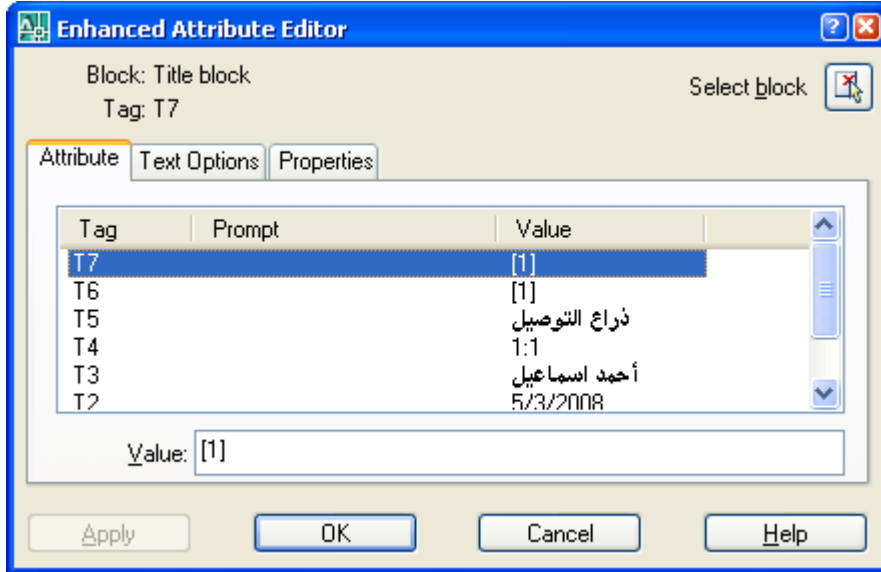 Enhanced Attribute Editor
Block: Title block
Tag: T7
Select block
Attribute Text Options Properties
Tag Prompt Value
T7 [1]
T6 [1]
T5 ذراع التوصيل
T4 1:1
T3 أحمد اسماعيل
T2 5/3/2008
Value: [1]
Apply OK Cancel Help